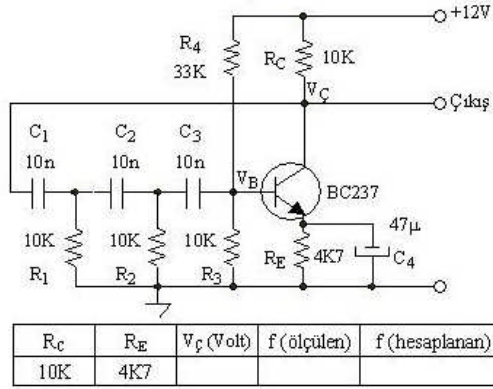 +12V
R4
33K
RC
10K
VÇ
Çıkış
C1
C2
C3
10n
10n
10n
VB
BC237
47µ
10K
10K
10K
RE
4K7
C4
R1
R2
R3
RC RE VÇ (Volt) f (ölçülen) f (hesaplanan)
10K 4K7